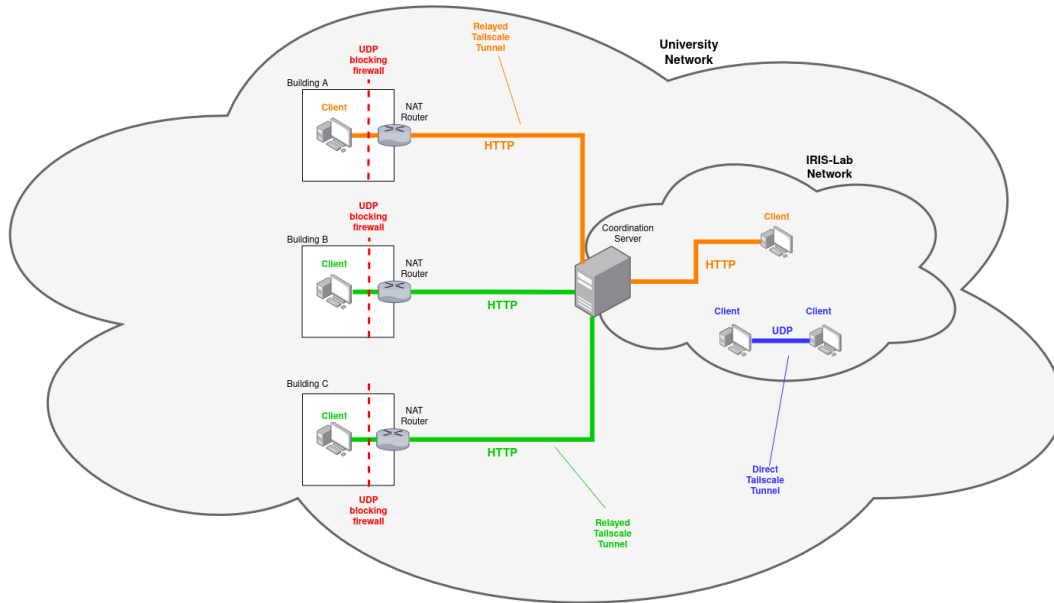 Relayed
Tailscale
Tunnel
University
Network
UDP
blocking
firewall
Building A
Client
NAT
Router
HTTP
IRIS-Lab
Network
UDP
blocking
firewall
Building B
Client
NAT
Router
HTTP
Coordination
Server
Client
HTTP
Client
Client
UDP
Building C
Client
NAT
Router
HTTP
UDP
blocking
firewall
Relayed
Tailscale
Tunnel
Direct
Tailscale
Tunnel